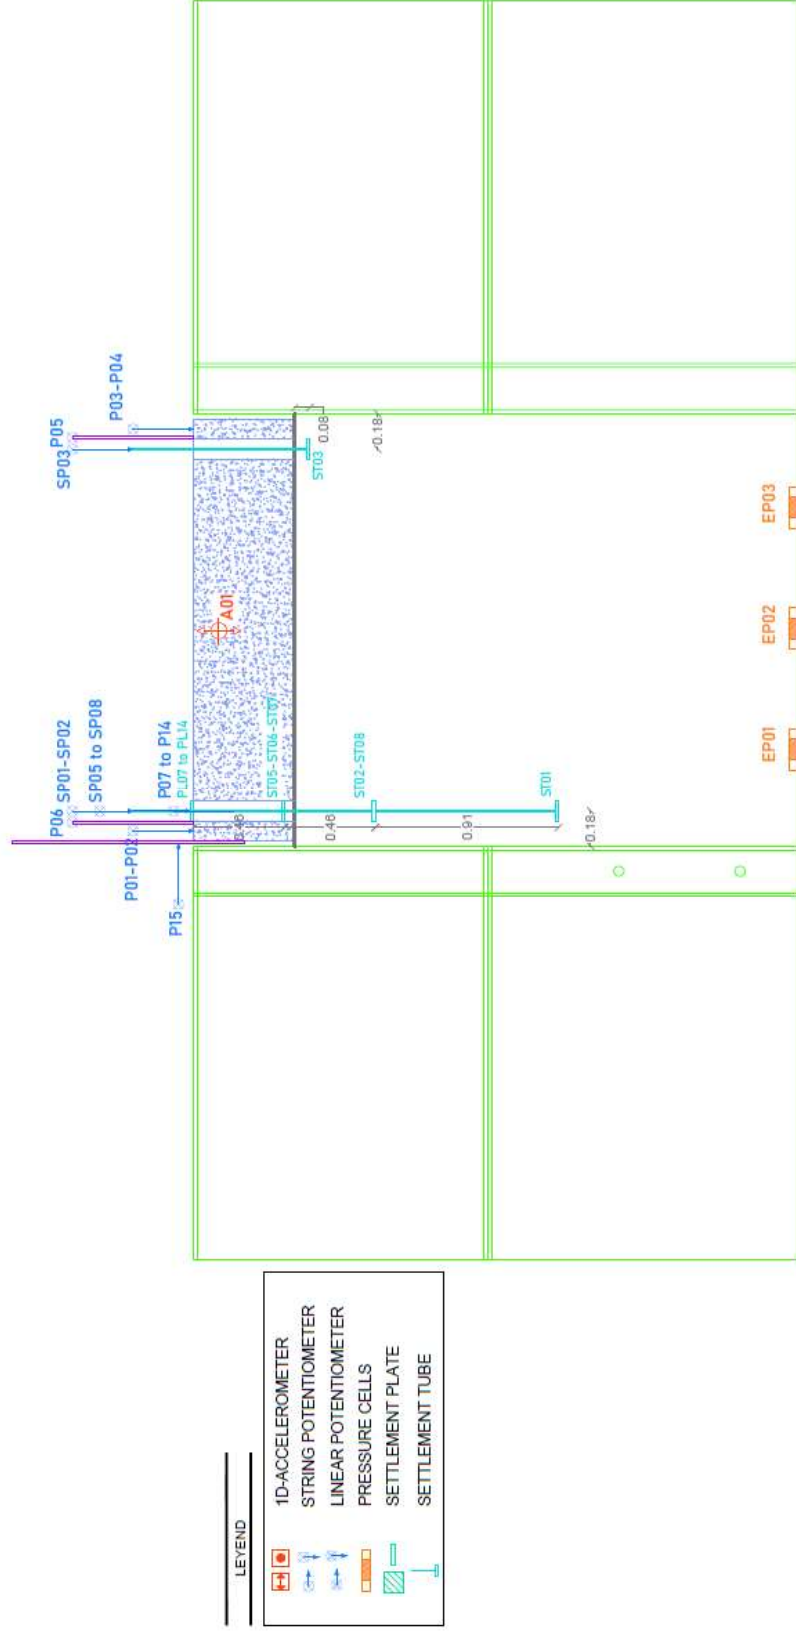 SP03
P05
P03-P04
0.08
0.18
ST03
A01
EP03
EP02
EP01
P06
SP01-SP02
SP05 to SP08
P07 to P14
PL07 to PL14
ST05-ST06-ST07
ST02-ST08
ST01
P01-P02
0.46
0.46
0.91
0.18
P15
LEYEND
1D-ACCELEROMETER
STRING POTENTIOMETER
LINEAR POTENTIOMETER
PRESSURE CELLS
SETTLEMENT PLATE
SETTLEMENT TUBE